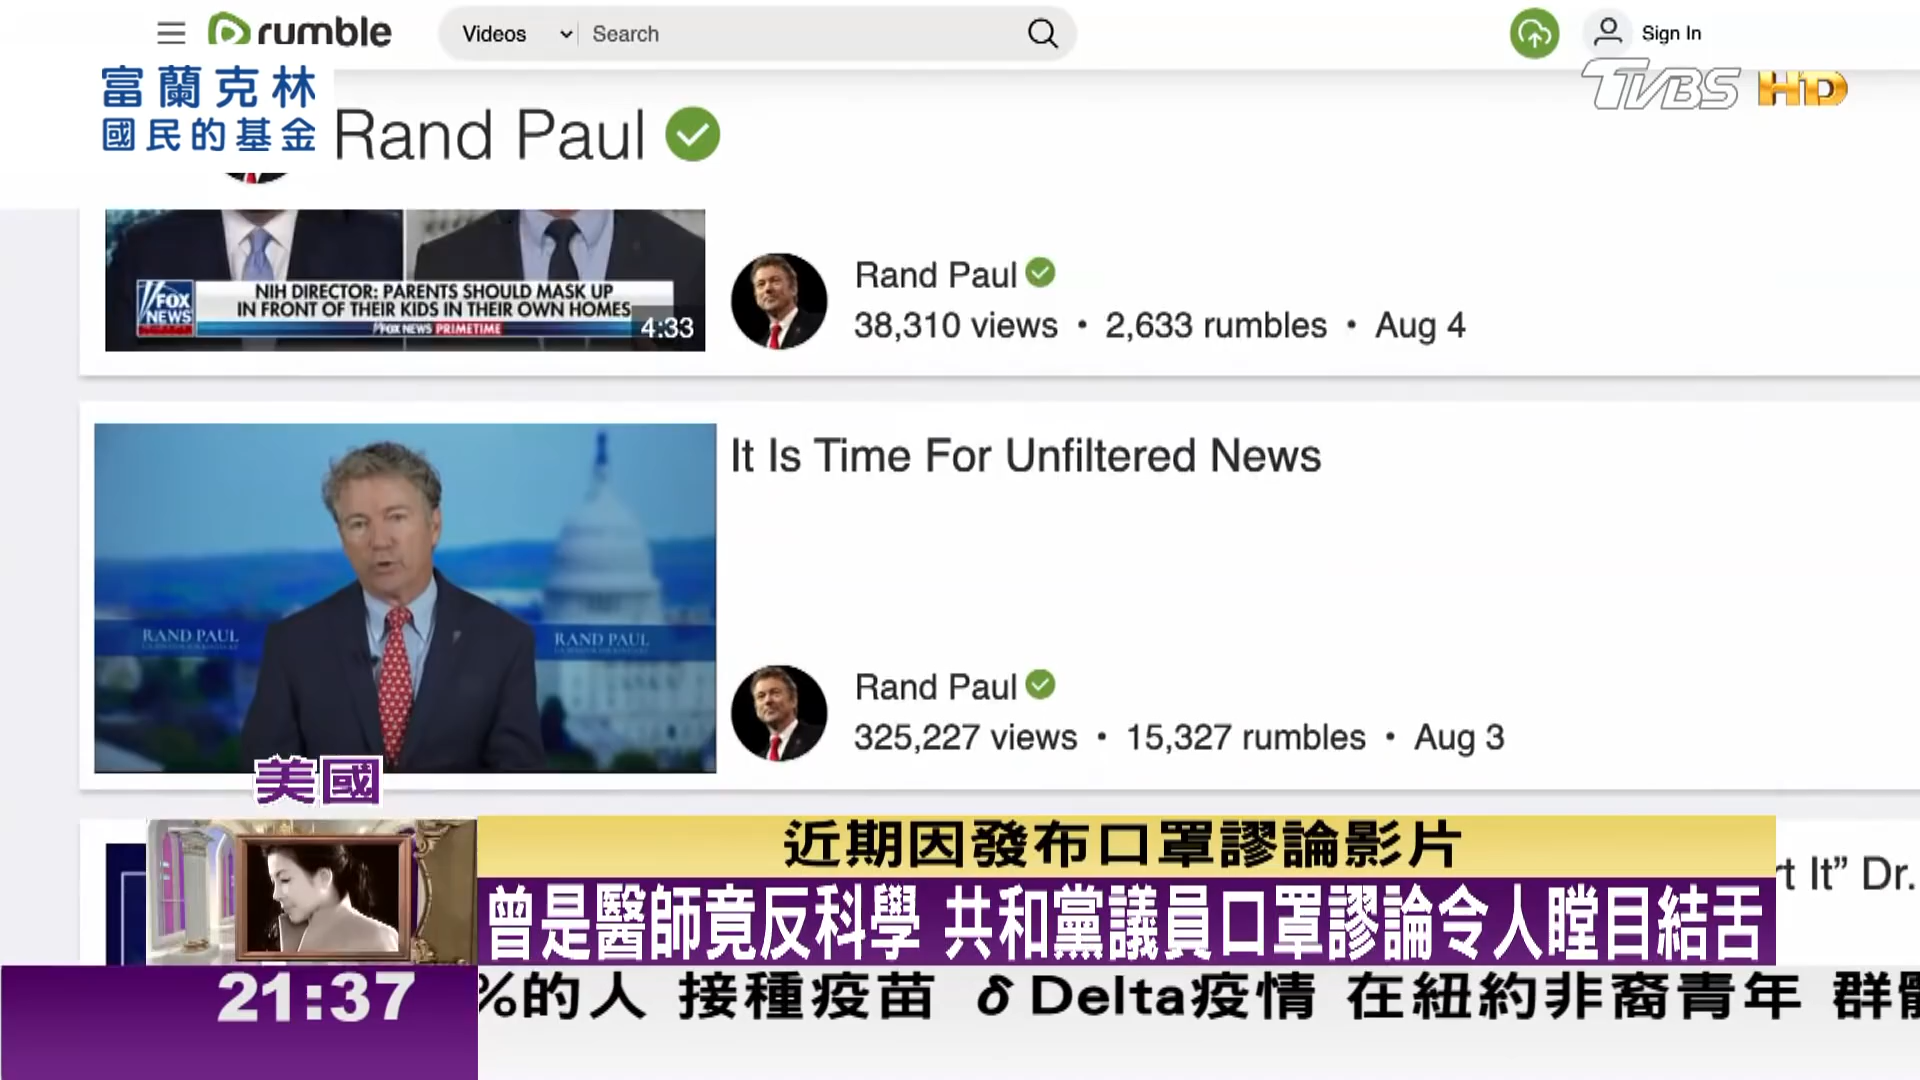 rumble
Videos
Search
Sign In
富蘭克林
國民的基金
TVBS HD
Rand Paul
FOX NEWS
NIH DIRECTOR: PARENTS SHOULD MASK UP
IN FRONT OF THEIR KIDS IN THEIR OWN HOMES
FOX NEWS PRIMETIME
4:33
Rand Paul
38,310 views • 2,633 rumbles • Aug 4
It Is Time For Unfiltered News
RAND PAUL
RAND PAUL
Rand Paul
325,227 views • 15,327 rumbles • Aug 3
美國
近期因發布口罩謬論影片
rt It” Dr.
曾是醫師竟反科學 共和黨議員口罩謬論令人瞠目結舌
21:37
%的人 接種疫苗 δ Delta疫情 在紐約非裔青年 群體